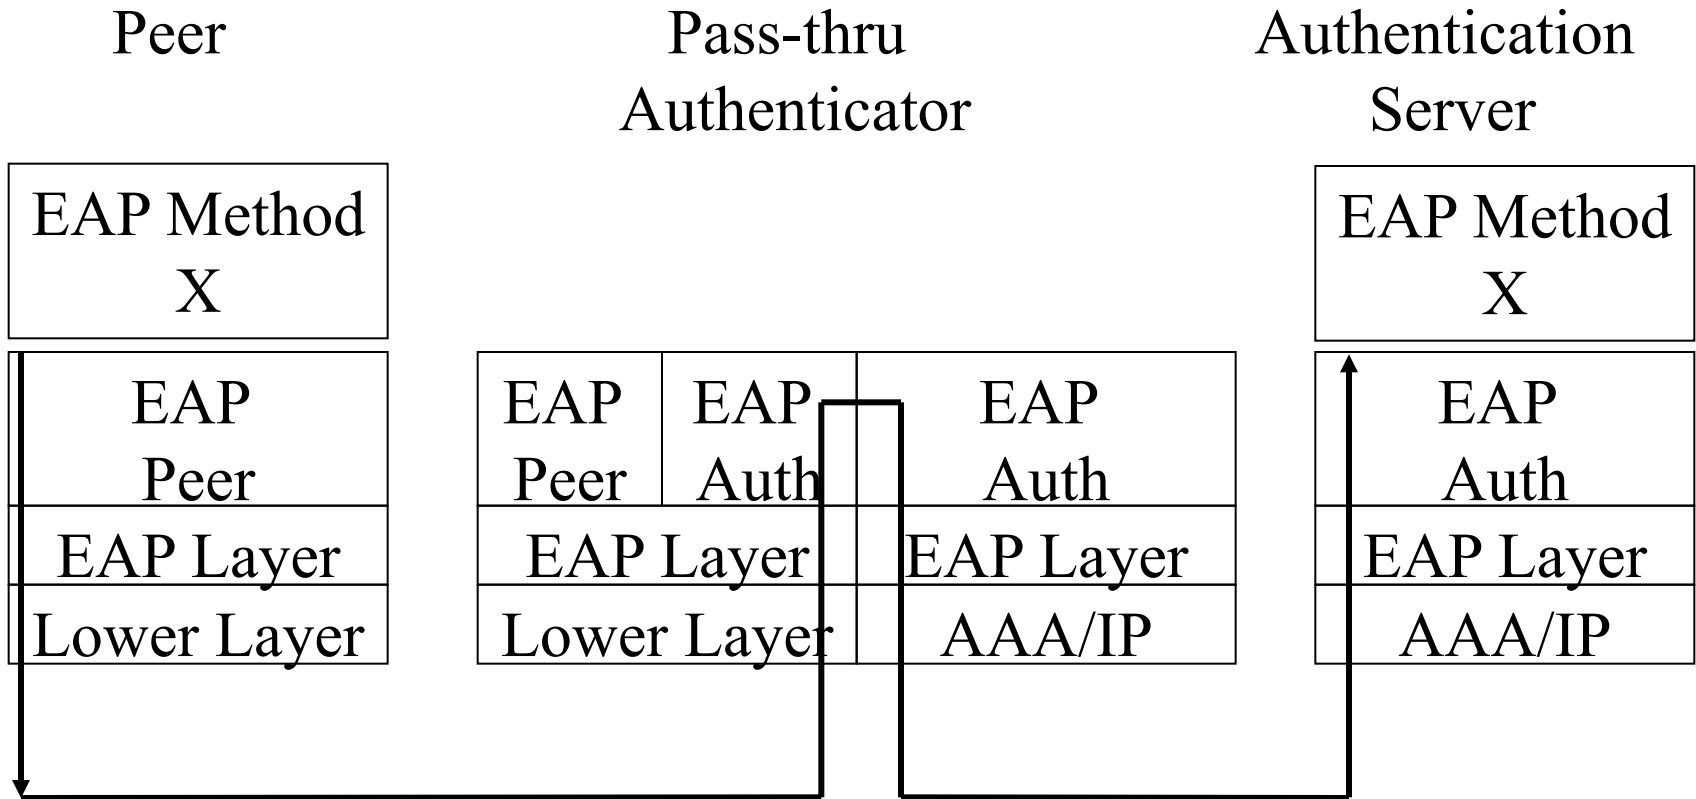 Peer
Pass-thru
Authenticator
Authentication
Server
EAP Method
X
EAP Method
X
EAP
Peer
EAP
Peer
EAP
Auth
EAP
Auth
EAP
Auth
EAP Layer
EAP Layer
EAP Layer
EAP Layer
Lower Layer
Lower Layer
AAA/IP
AAA/IP